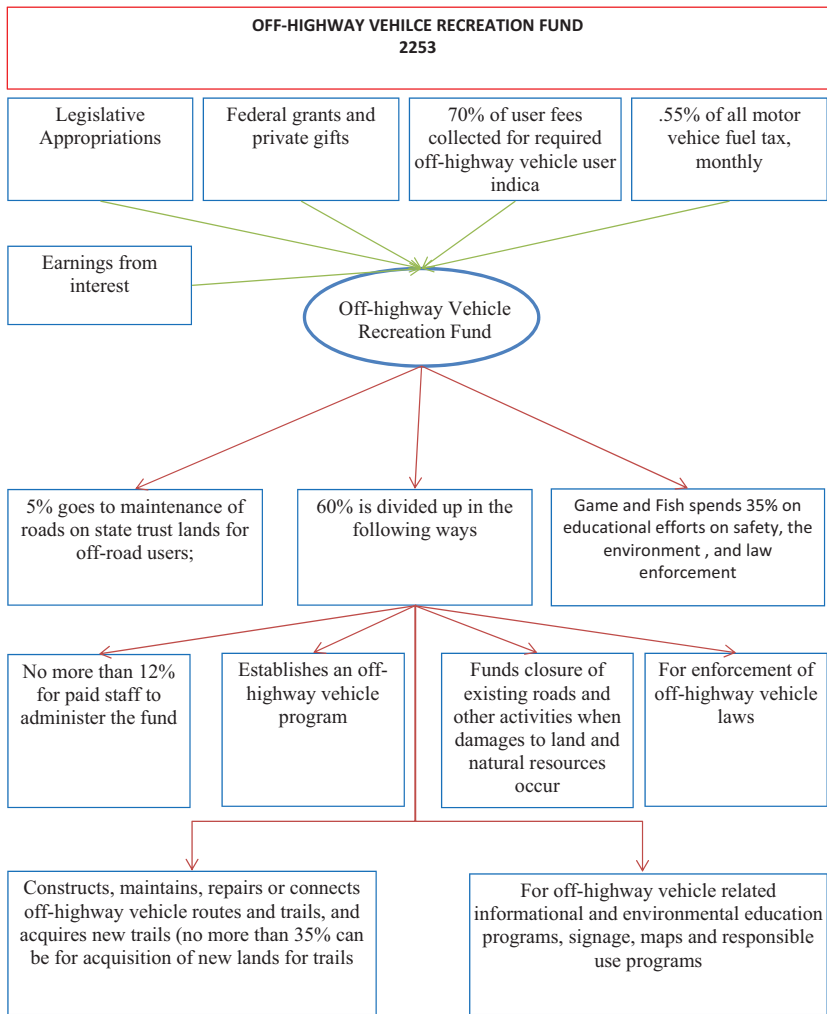 OFF-HIGHWAY VEHILCE RECREATION FUND
2253
Legislative
Appropriations
Federal grants and
private gifts
70% of user fees
collected for required
off-highway vehicle user
indica
.55% of all motor
vehice fuel tax,
monthly
Earnings from
interest
Off-highway Vehicle
Recreation Fund
5% goes to maintenance of
roads on state trust lands for
off-road users;
60% is divided up in the
following ways
Game and Fish spends 35% on
educational efforts on safety, the
environment , and law
enforcement
No more than 12%
for paid staff to
administer the fund
Establishes an off-
highway vehicle
program
Funds closure of
existing roads and
other activities when
damages to land and
natural resources
occur
For enforcement of
off-highway vehicle
laws
Constructs, maintains, repairs or connects
off-highway vehicle routes and trails, and
acquires new trails (no more than 35% can
be for acquisition of new lands for trails
For off-highway vehicle related
informational and environmental education
programs, signage, maps and responsible
use programs